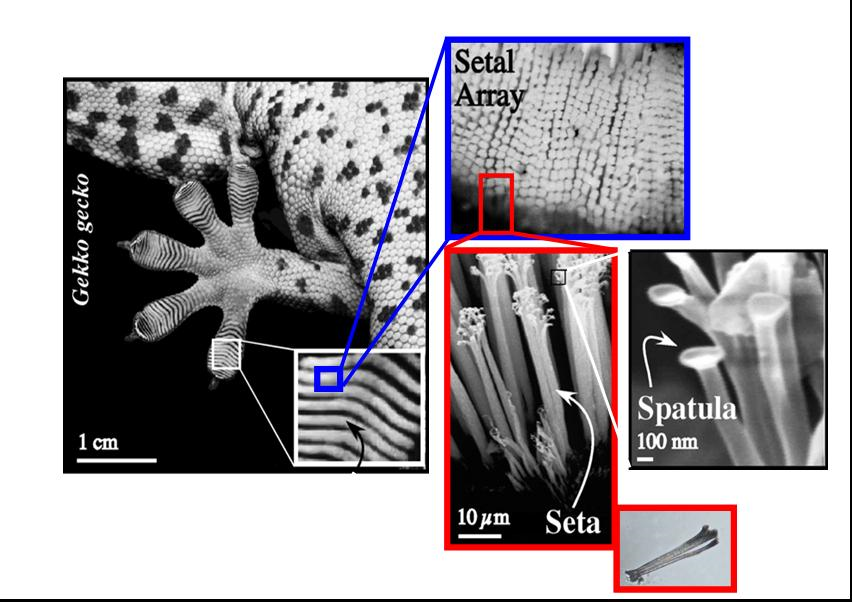 Gekko gecko
1 cm
Setal
Array
10 µm
Seta
Spatula
100 nm